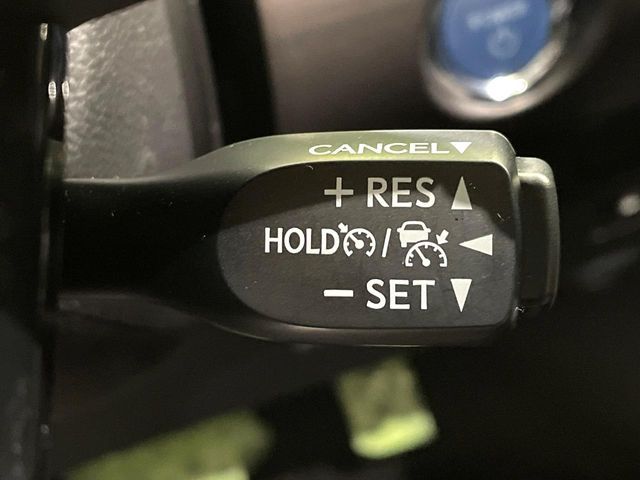 CANCEL
+ RES
HOLD /
- SET